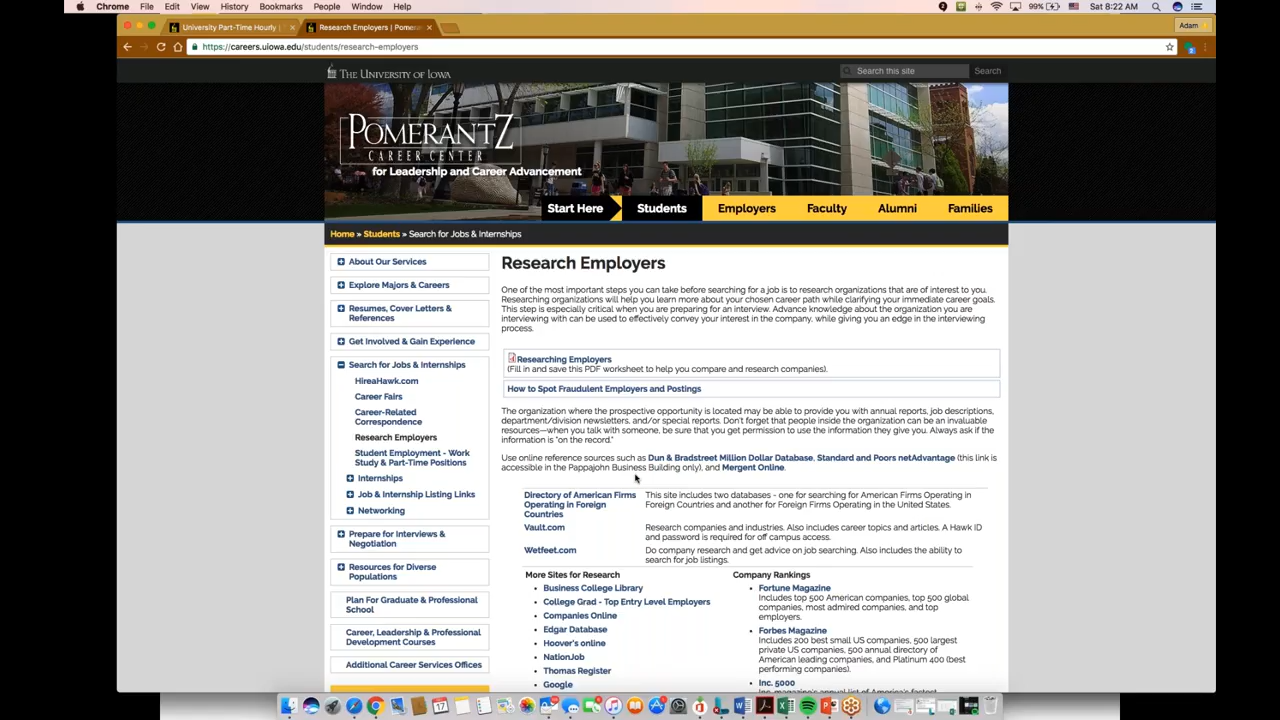 Chrome File Edit View History Bookmarks People Window Help 99% Sat 8:22 AM
University Part-Time Hourly | Research Employers | Pomeran Adam
https://careers.uiowa.edu/students/research-employers
THE UNIVERSITY OF IOWA Search this site Search
POMERANTZ
CAREER CENTER
for Leadership and Career Advancement
Start Here Students Employers Faculty Alumni Families
Home » Students » Search for Jobs & Internships
About Our Services
Explore Majors & Careers
Resumes, Cover Letters &
References
Get Involved & Gain Experience
Search for Jobs & Internships
HireaHawk.com
Career Fairs
Career-Related
Correspondence
Research Employers
Student Employment - Work
Study & Part-Time Positions
Internships
Job & Internship Listing Links
Networking
Prepare for Interviews &
Negotiation
Resources for Diverse
Populations
Plan For Graduate & Professional
School
Career, Leadership & Professional
Development Courses
Additional Career Services Offices
Research Employers
One of the most important steps you can take before searching for a job is to research organizations that are of interest to you.
Researching organizations will help you learn more about your chosen career path while clarifying your immediate career goals.
This step is especially critical when you are preparing for an interview. Advance knowledge about the organization you are
interviewing with can be used to effectively convey your interest in the company, while giving you an edge in the interviewing
process.
Researching Employers
(Fill in and save this PDF worksheet to help you compare and research companies).
How to Spot Fraudulent Employers and Postings
The organization where the prospective opportunity is located may be able to provide you with annual reports, job descriptions,
department/division newsletters, and/or special reports. Don't forget that people inside the organization can be an invaluable
resources—when you talk with someone, be sure that you get permission to use the information they give you. Always ask if the
information is "on the record."
Use online reference sources such as Dun & Bradstreet Million Dollar Database, Standard and Poors netAdvantage (this link is
accessible in the Pappajohn Business Building only), and Mergent Online.
Directory of American Firms
Operating in Foreign
Countries
This site includes two databases - one for searching for American Firms Operating in
Foreign Countries and another for Foreign Firms Operating in the United States.
Vault.com
Research companies and industries. Also includes career topics and articles. A Hawk ID
and password is required for off campus access.
Wetfeet.com
Do company research and get advice on job searching. Also includes the ability to
search for job listings.
More Sites for Research
Business College Library
College Grad - Top Entry Level Employers
Companies Online
Edgar Database
Hoover's online
NationJob
Thomas Register
Google
Company Rankings
Fortune Magazine
Includes top 500 American companies, top 500 global
companies, most admired companies, and top
employers.
Forbes Magazine
Includes 200 best small US companies, 500 largest
private US companies, 500 annual directory of
American leading companies, and Platinum 400 (best
performing companies).
Inc. 5000
Inc. magazine's annual list of America's fastest
17